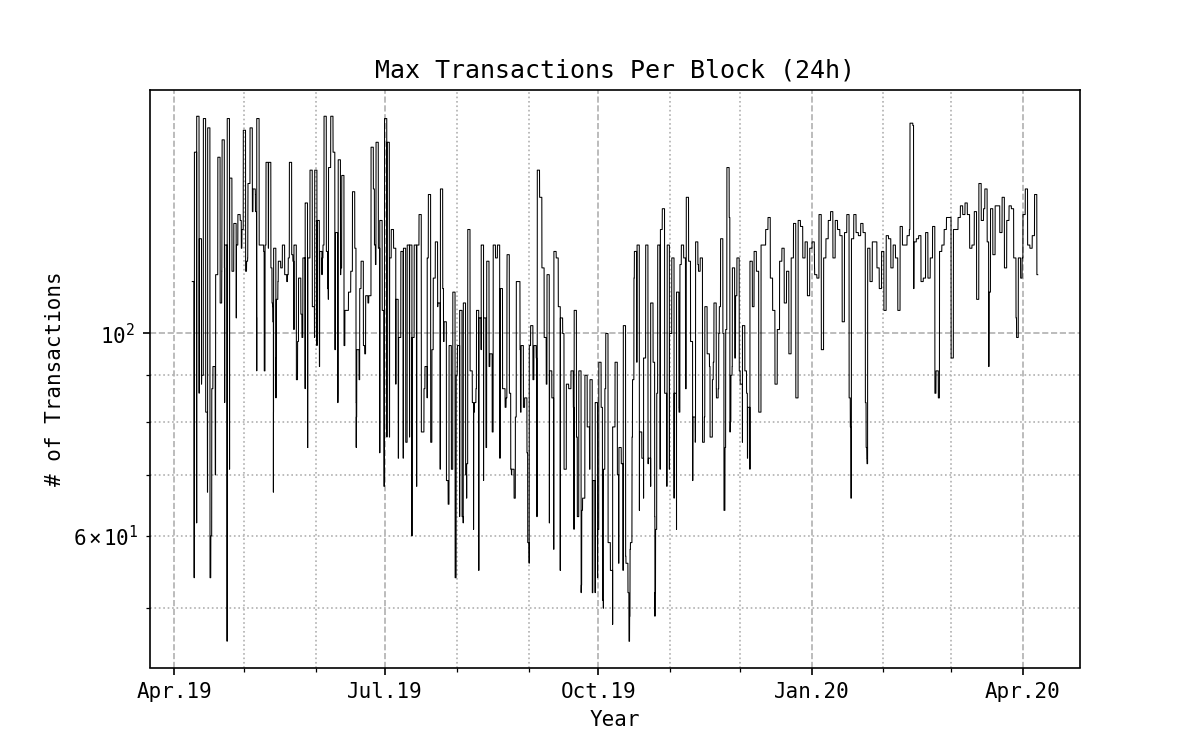 Max Transactions Per Block (24h)
# of Transactions
10²
6×10¹
Apr.19 Jul.19 Oct.19 Jan.20 Apr.20
Year